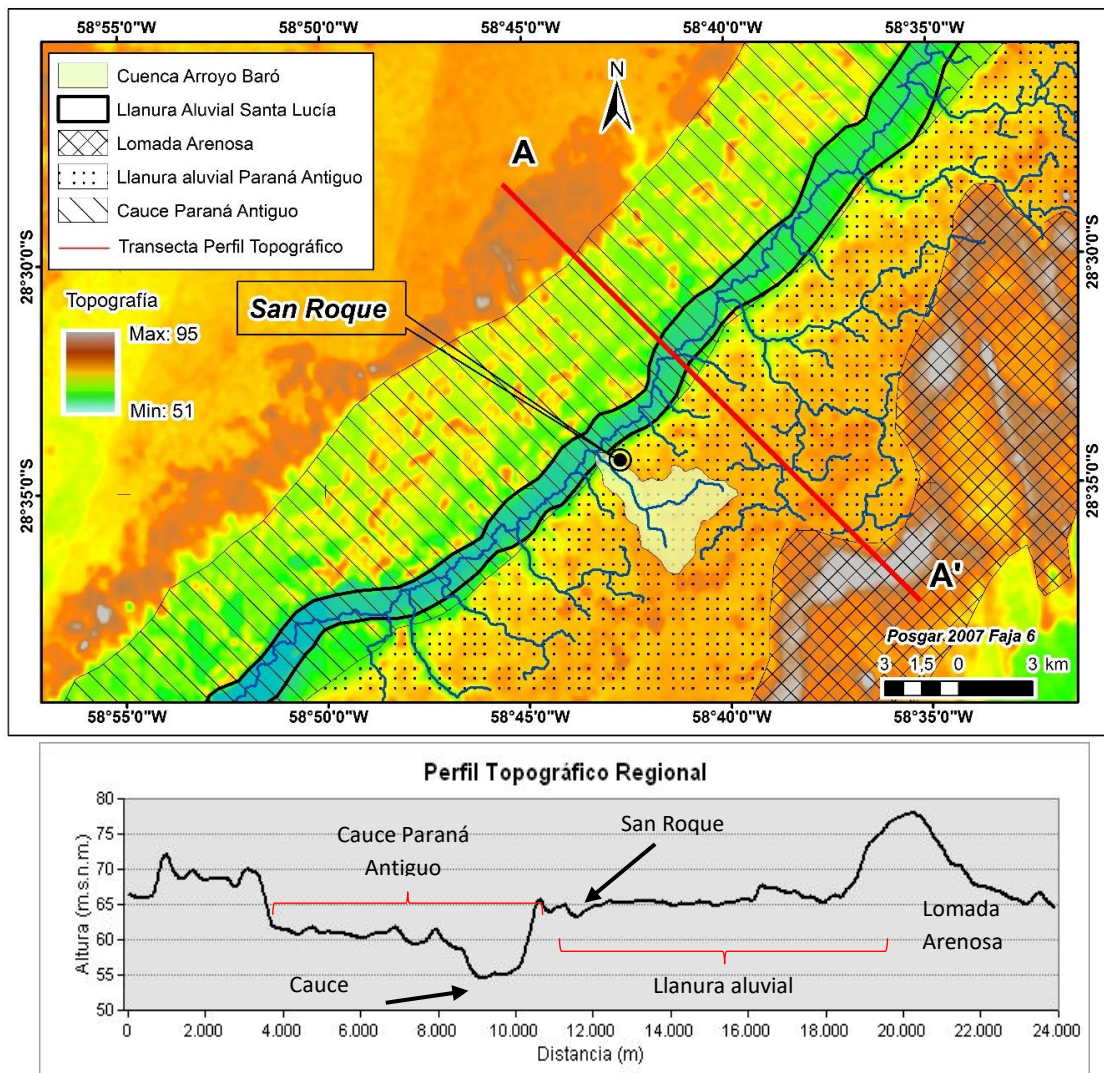 58°55'0"W
58°50'0"W
58°45'0"W
58°40'0"W
58°35'0"W
Cuenca Arroyo Baró
Llanura Aluvial Santa Lucía
Lomada Arenosa
Llanura aluvial Paraná Antiguo
Cauce Paraná Antiguo
Transecta Perfil Topográfico
N
A
28°30'0"S
28°30'0"S
San Roque
Topografía
Max: 95
Min: 51
28°35'0"S
28°35'0"S
A'
Posgar 2007 Faja 6
3 1,5 0 3 km
58°55'0"W
58°50'0"W
58°45'0"W
58°40'0"W
58°35'0"W
Perfil Topográfico Regional
Altura (m.s.n.m.)
80
75
70
65
60
55
50
Cauce Paraná
Antiguo
San Roque
Lomada
Arenosa
Cauce
Llanura aluvial
0 2.000 4.000 6.000 8.000 10.000 12.000 14.000 16.000 18.000 20.000 22.000 24.000
Distancia (m)